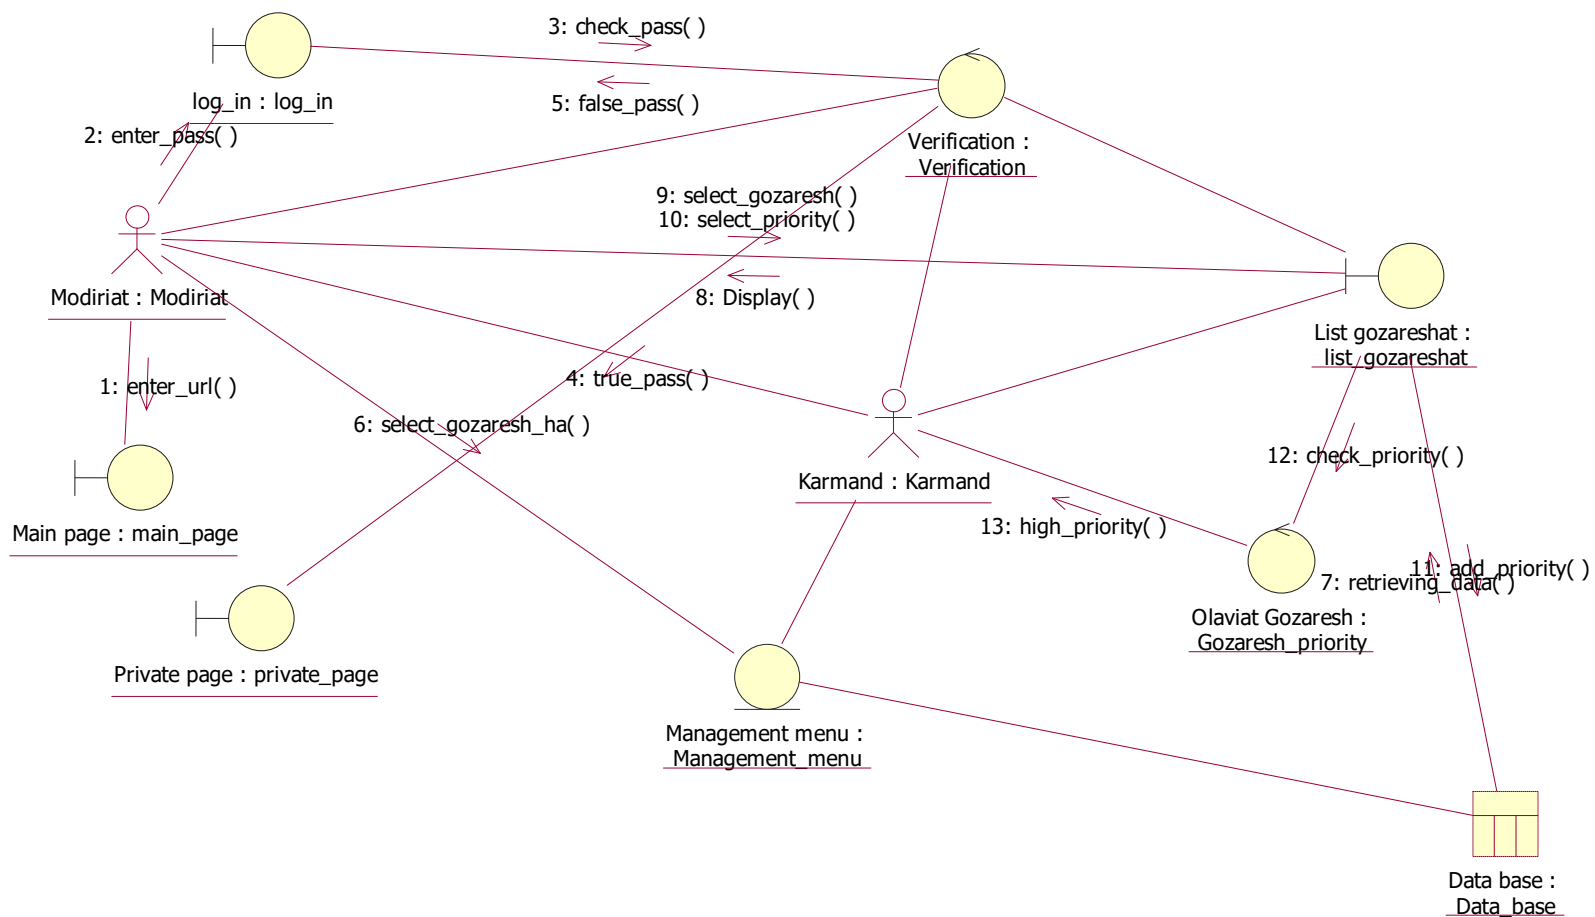 3: check_pass( )
5: false_pass( )
log_in : log_in
2: enter_pass( )
Verification :
Verification
9: select_gozaresh( )
10: select_priority( )
8: Display( )
Modiriat : Modiriat
List gozareshat :
list_gozareshat
1: enter_url( )
4: true_pass( )
6: select_gozaresh_ha( )
12: check_priority( )
Karmand : Karmand
13: high_priority( )
Main page : main_page
11: add_priority( )
7: retrieving_data( )
Olaviat Gozaresh :
Gozaresh_priority
Private page : private_page
Management menu :
Management_menu
Data base :
Data_base